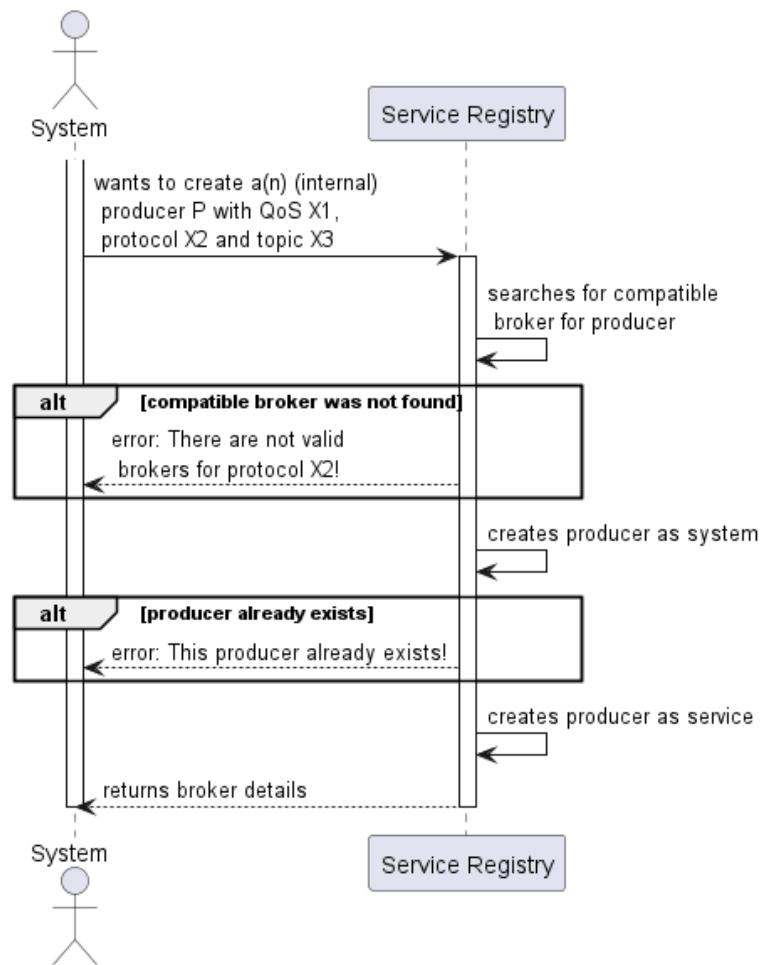 System
Service Registry
wants to create a(n) (internal)
producer P with QoS X1,
protocol X2 and topic X3
searches for compatible
broker for producer
alt
[compatible broker was not found]
error: There are not valid
brokers for protocol X2!
creates producer as system
alt
[producer already exists]
error: This producer already exists!
creates producer as service
returns broker details
System
Service Registry